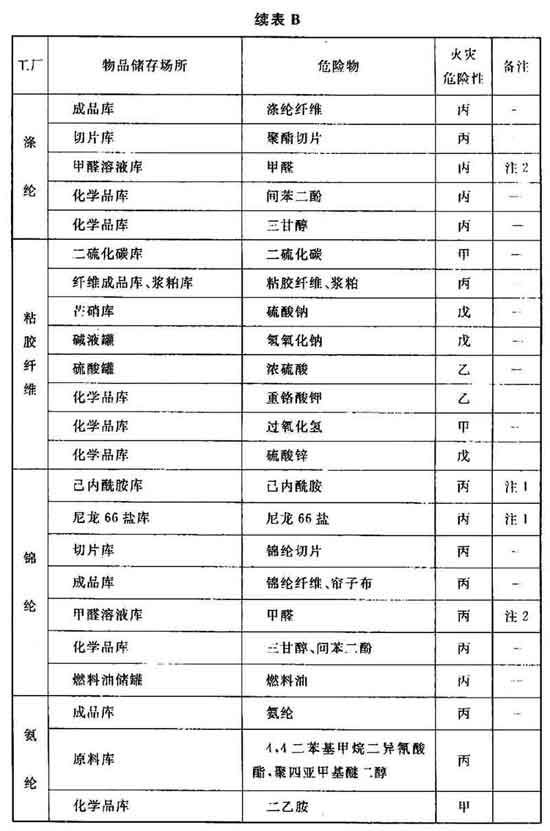 续表 B
工厂 物品储存场所 危险物 火灾危险性 备注
涤纶 成品库 涤纶纤维 丙 -
切片库 聚酯切片 丙 -
甲醛溶液库 甲醛 丙 注2
化学品库 间苯二酚 丙 -
化学品库 三甘醇 丙 -
粘胶纤维 二硫化碳库 二硫化碳 甲 -
纤维成品库、浆粕库 粘胶纤维、浆粕 丙 -
芒硝库 硫酸钠 戊 -
碱液罐 氢氧化钠 戊 -
硫酸罐 浓硫酸 乙 -
化学品库 重铬酸钾 乙
化学品库 过氧化氢 甲 -
化学品库 硫酸锌 戊
锦纶 己内酰胺库 己内酰胺 丙 注1
尼龙66盐库 尼龙66盐 丙 注1
切片库 锦纶切片 丙 -
成品库 锦纶纤维、帘子布 丙 -
甲醛溶液库 甲醛 丙 注2
化学品库 三甘醇、间苯二酚 丙 -
燃料油储罐 燃料油 丙 -
氨纶 成品库 氨纶 丙 -
原料库 4,4二苯基甲烷二异氰酸
酯、聚四亚甲基醚二醇 丙
化学品库 二乙胺 甲